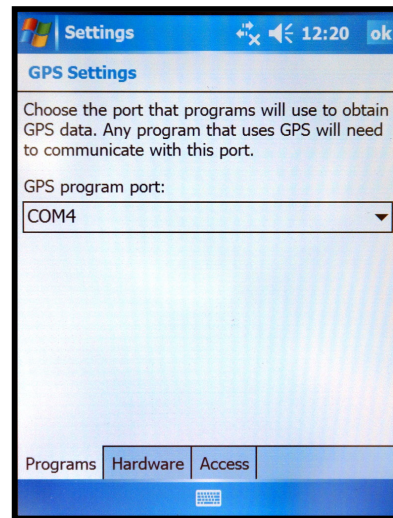 Settings 12:20 ok
GPS Settings
Choose the port that programs will use to obtain
GPS data. Any program that uses GPS will need
to communicate with this port.
GPS program port:
COM4
Programs Hardware Access